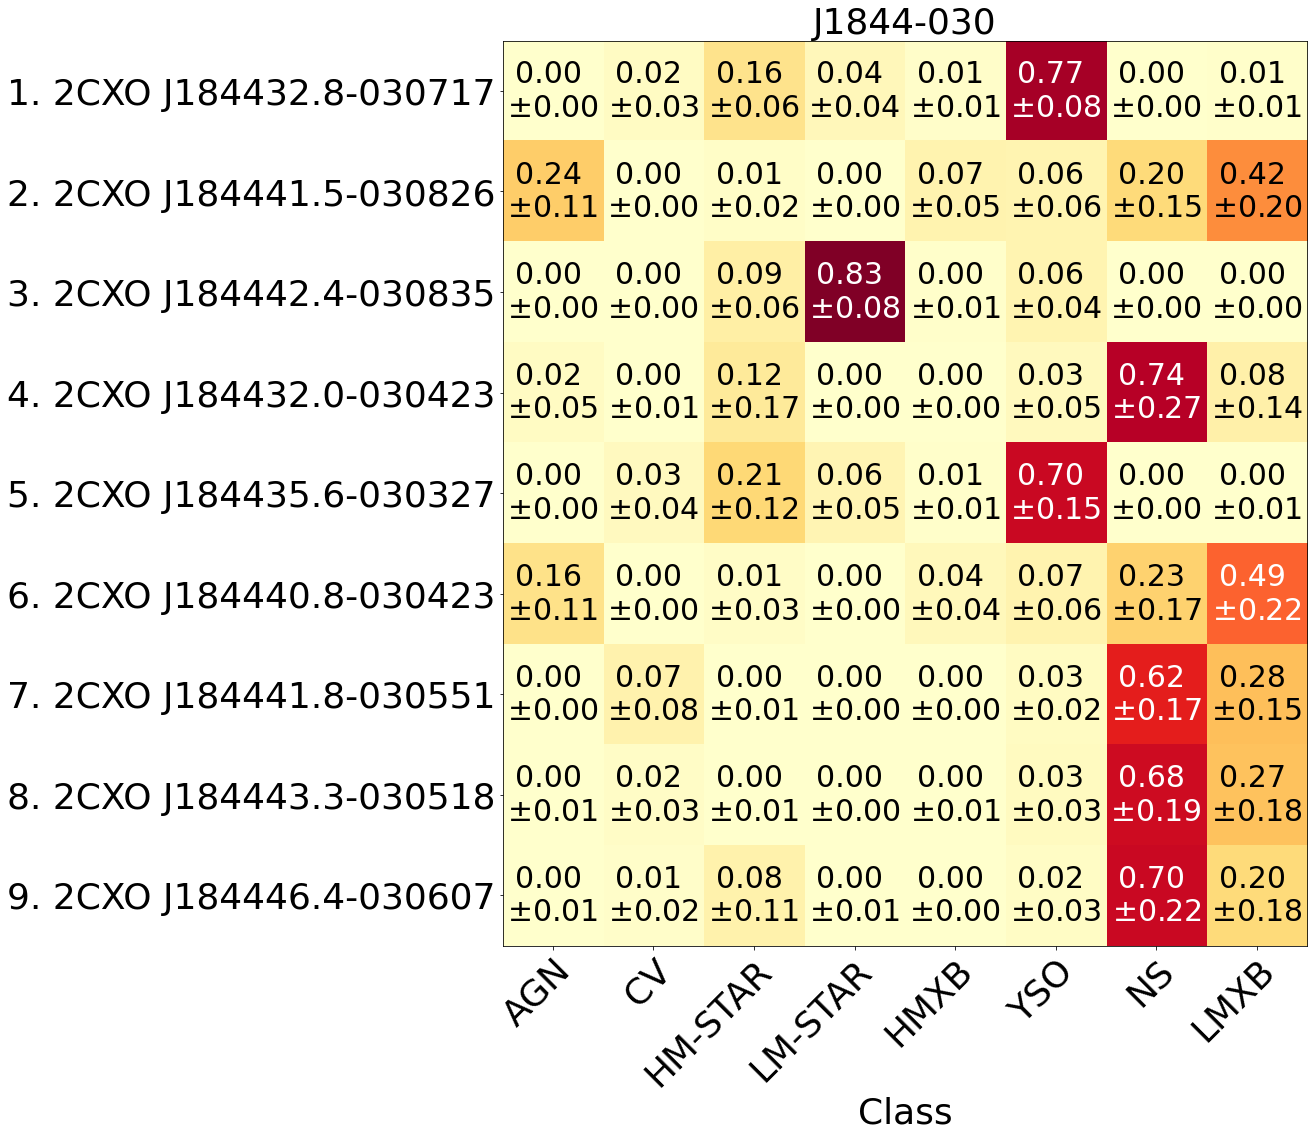 J1844-030
1. 2CXO J184432.8-030717
0.00 0.02 0.16 0.04 0.01 0.77 0.00 0.01
±0.00 ±0.03 ±0.06 ±0.04 ±0.01 ±0.08 ±0.00 ±0.01
2. 2CXO J184441.5-030826
0.24 0.00 0.01 0.00 0.07 0.06 0.20 0.42
±0.11 ±0.00 ±0.02 ±0.00 ±0.05 ±0.06 ±0.15 ±0.20
3. 2CXO J184442.4-030835
0.00 0.00 0.09 0.83 0.00 0.06 0.00 0.00
±0.00 ±0.00 ±0.06 ±0.08 ±0.01 ±0.04 ±0.00 ±0.00
4. 2CXO J184432.0-030423
0.02 0.00 0.12 0.00 0.00 0.03 0.74 0.08
±0.05 ±0.01 ±0.17 ±0.00 ±0.00 ±0.05 ±0.27 ±0.14
5. 2CXO J184435.6-030327
0.00 0.03 0.21 0.06 0.01 0.70 0.00 0.00
±0.00 ±0.04 ±0.12 ±0.05 ±0.01 ±0.15 ±0.00 ±0.01
6. 2CXO J184440.8-030423
0.16 0.00 0.01 0.00 0.04 0.07 0.23 0.49
±0.11 ±0.00 ±0.03 ±0.00 ±0.04 ±0.06 ±0.17 ±0.22
7. 2CXO J184441.8-030551
0.00 0.07 0.00 0.00 0.00 0.03 0.62 0.28
±0.00 ±0.08 ±0.01 ±0.00 ±0.00 ±0.02 ±0.17 ±0.15
8. 2CXO J184443.3-030518
0.00 0.02 0.00 0.00 0.00 0.03 0.68 0.27
±0.01 ±0.03 ±0.01 ±0.00 ±0.01 ±0.03 ±0.19 ±0.18
9. 2CXO J184446.4-030607
0.00 0.01 0.08 0.00 0.00 0.02 0.70 0.20
±0.01 ±0.02 ±0.11 ±0.01 ±0.00 ±0.03 ±0.22 ±0.18
AGN CV HM-STAR LM-STAR HMXB YSO NS LMXB
Class